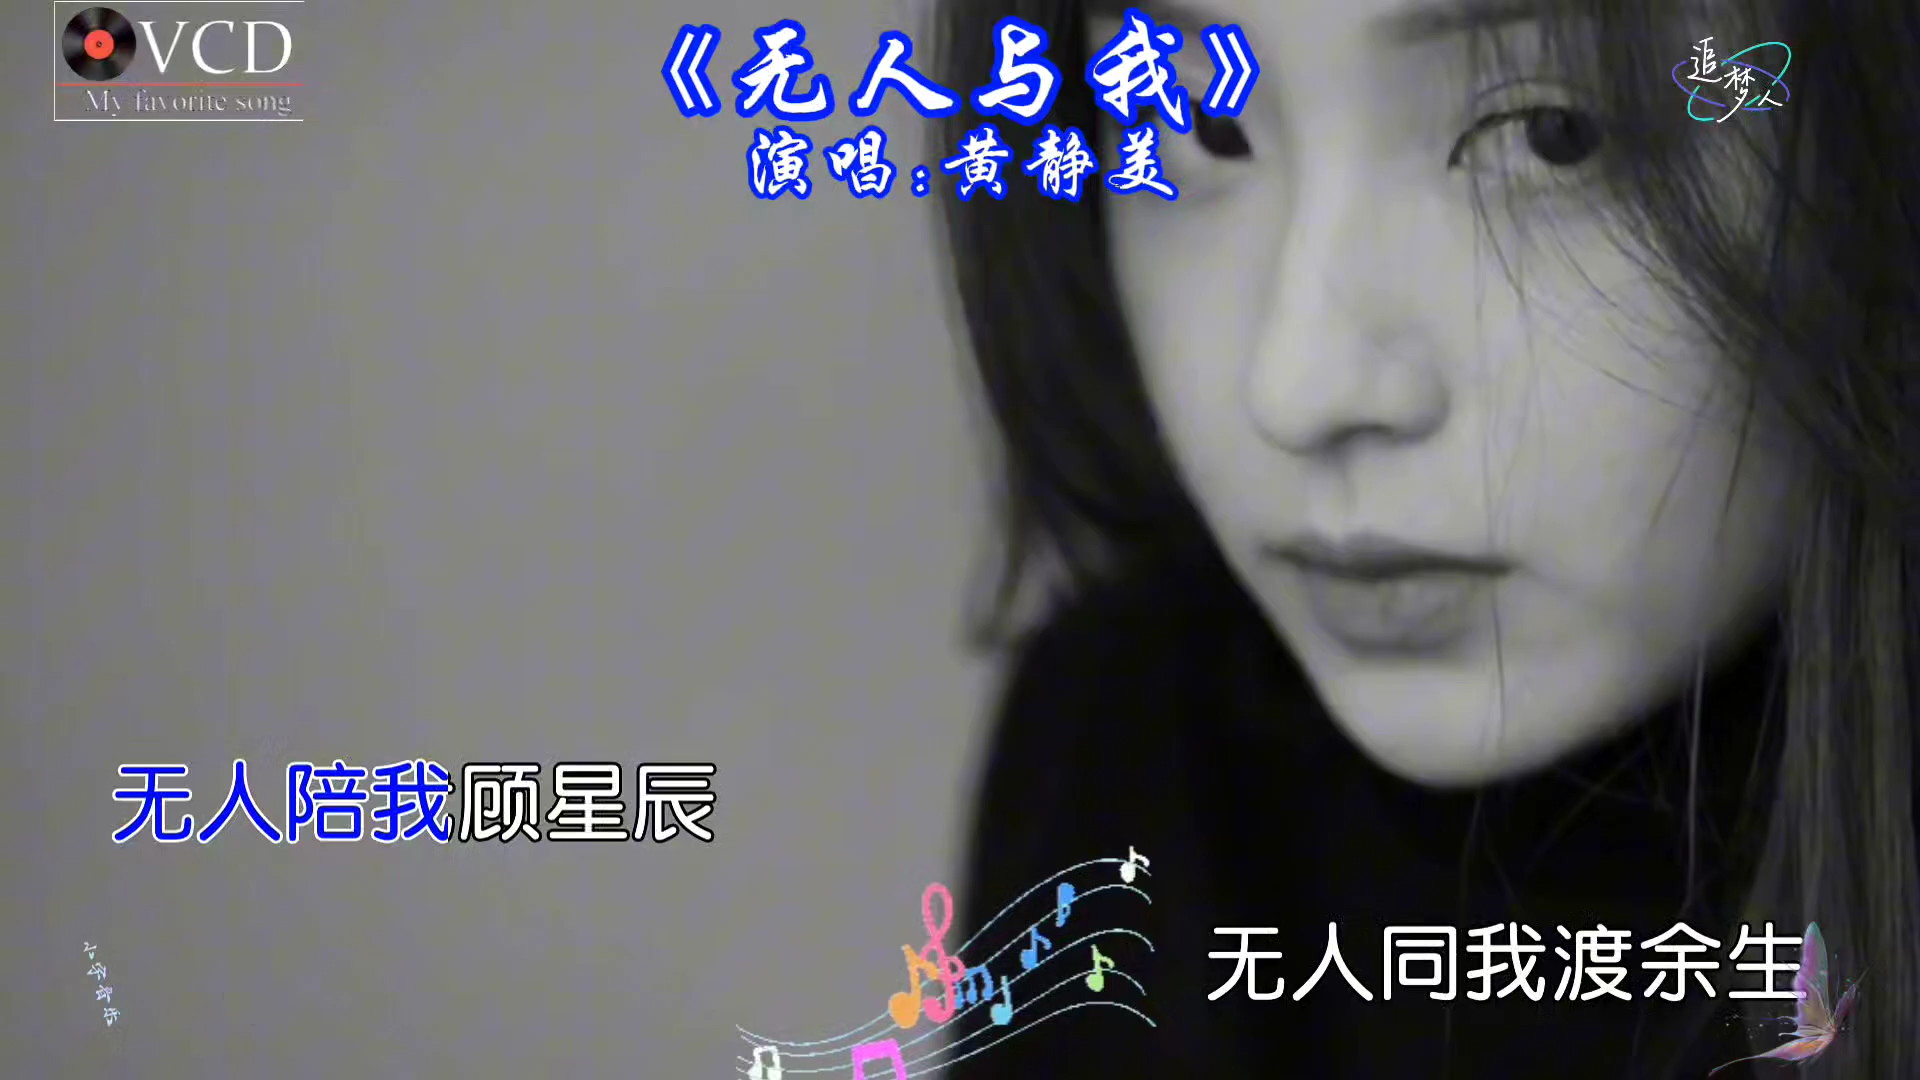 VCD
My favorite song
《无人与我》
演唱:黄静美
追梦人
无人陪我顾星辰
无人同我渡余生